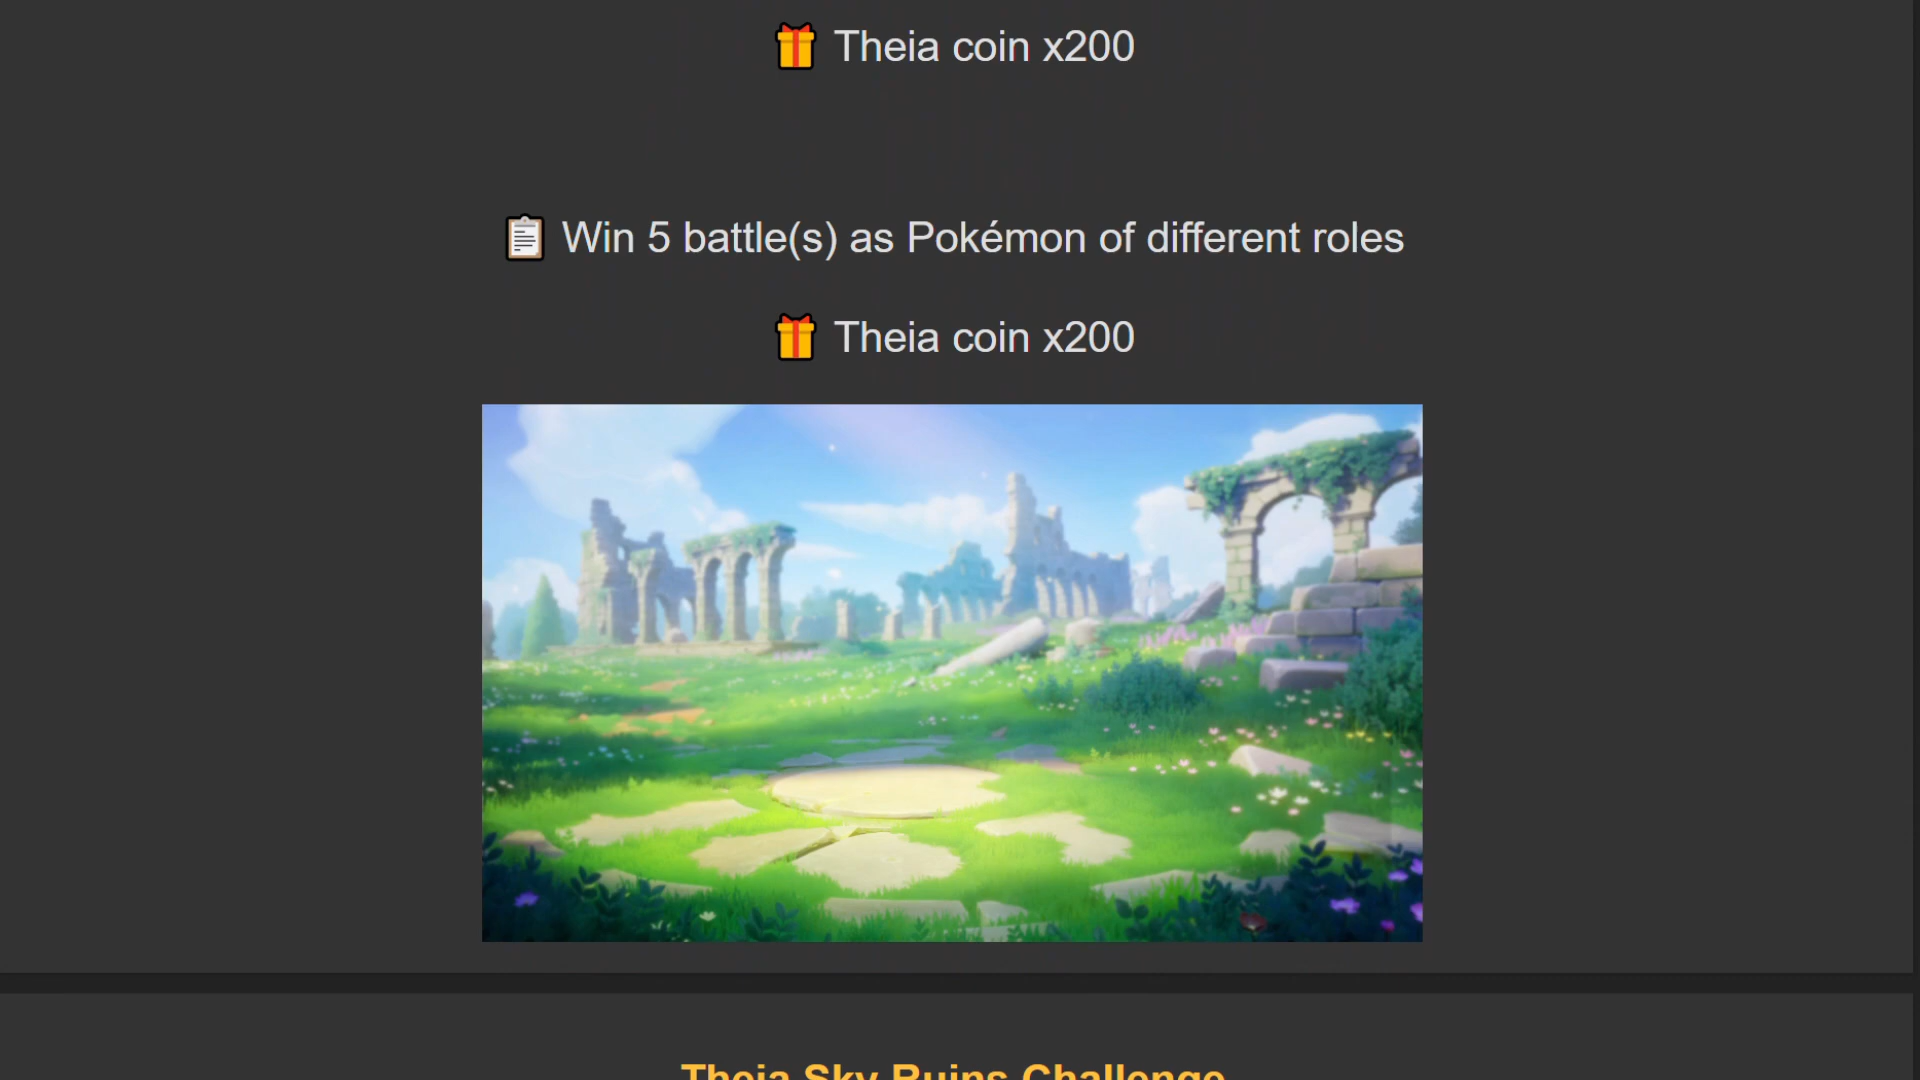 Theia coin x200
Win 5 battle(s) as Pokémon of different roles
Theia coin x200
Theia Sky Ruins Challenge